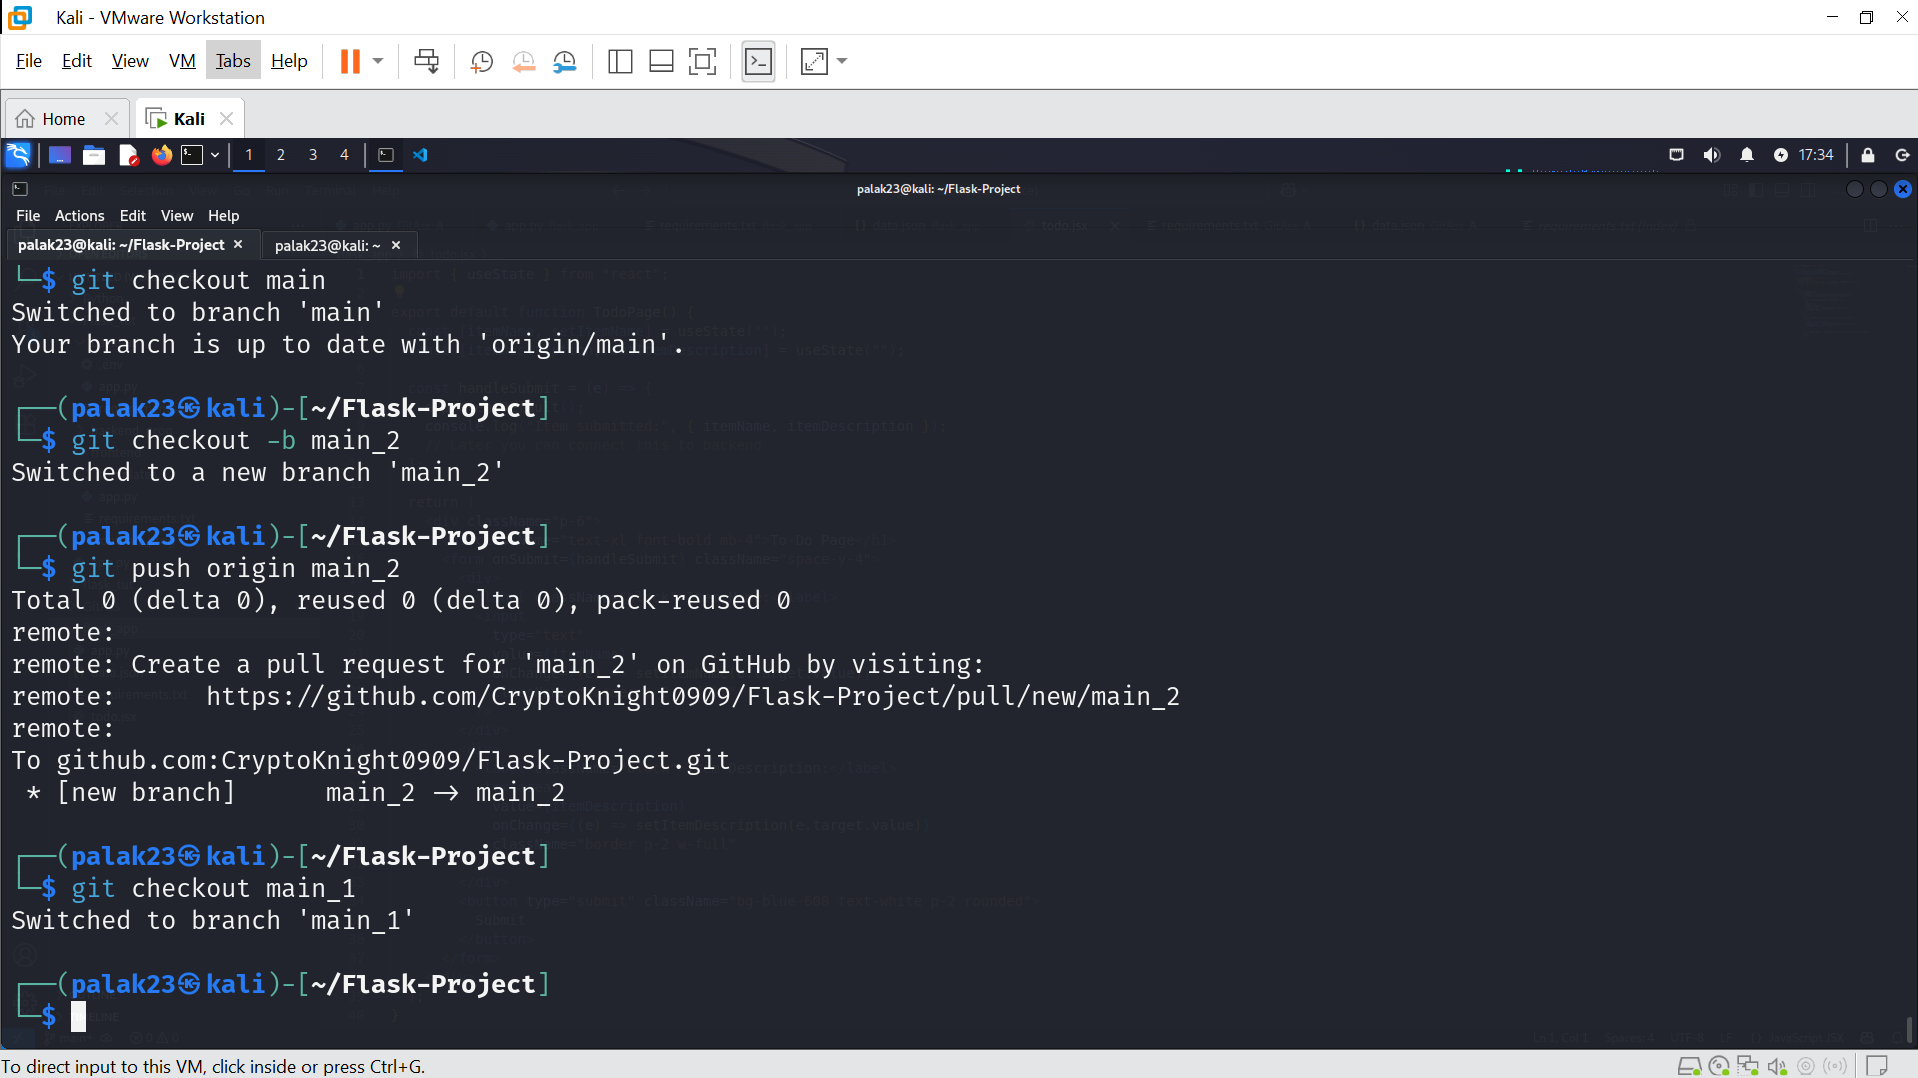 Kali - VMware Workstation
File Edit View VM Tabs Help
Home
Kali
1 2 3 4
17:34
palak23@kali: ~/Flask-Project
File Actions Edit View Help
palak23@kali: ~/Flask-Project
palak23@kali: ~
└─$ git checkout main
Switched to branch 'main'
Your branch is up to date with 'origin/main'.
┌──(palak23㉿kali)-[~/Flask-Project]
└─$ git checkout -b main_2
Switched to a new branch 'main_2'
┌──(palak23㉿kali)-[~/Flask-Project]
└─$ git push origin main_2
Total 0 (delta 0), reused 0 (delta 0), pack-reused 0
remote:
remote: Create a pull request for 'main_2' on GitHub by visiting:
remote:      https://github.com/CryptoKnight0909/Flask-Project/pull/new/main_2
remote:
To github.com:CryptoKnight0909/Flask-Project.git
 * [new branch]      main_2 -> main_2
┌──(palak23㉿kali)-[~/Flask-Project]
└─$ git checkout main_1
Switched to branch 'main_1'
┌──(palak23㉿kali)-[~/Flask-Project]
└─$
To direct input to this VM, click inside or press Ctrl+G.